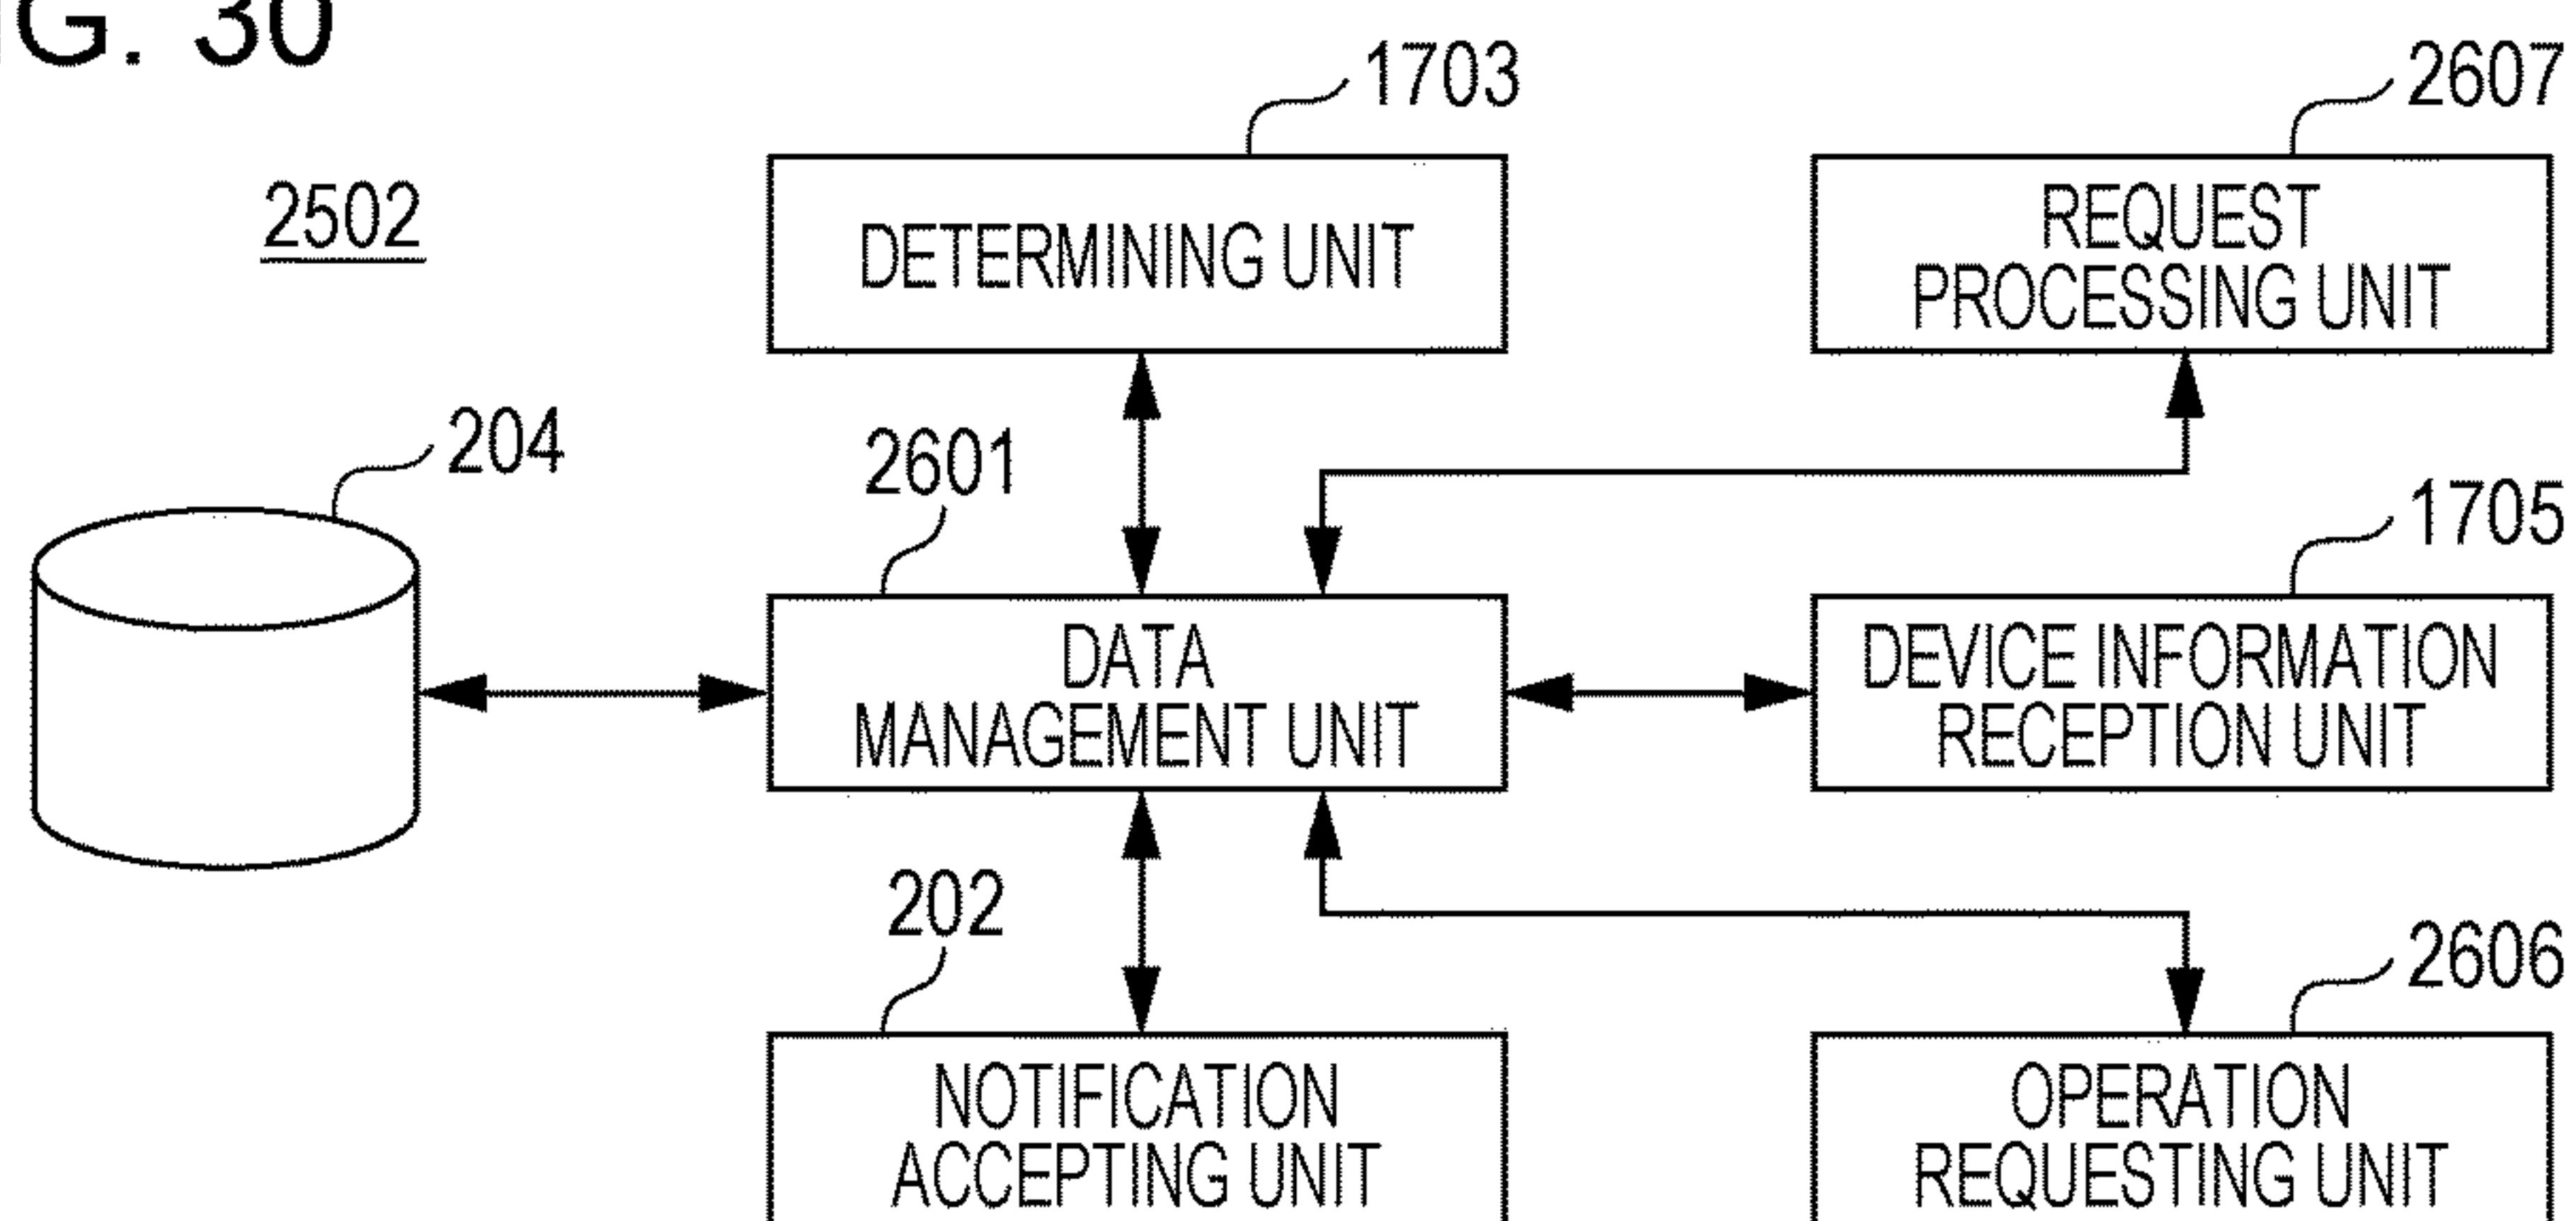 G. 30
1703
2607
2502
DETERMINING UNIT
REQUEST
PROCESSING UNIT
204
2601
1705
DATA
MANAGEMENT UNIT
DEVICE INFORMATION
RECEPTION UNIT
202
2606
NOTIFICATION
ACCEPTING UNIT
OPERATION
REQUESTING UNIT